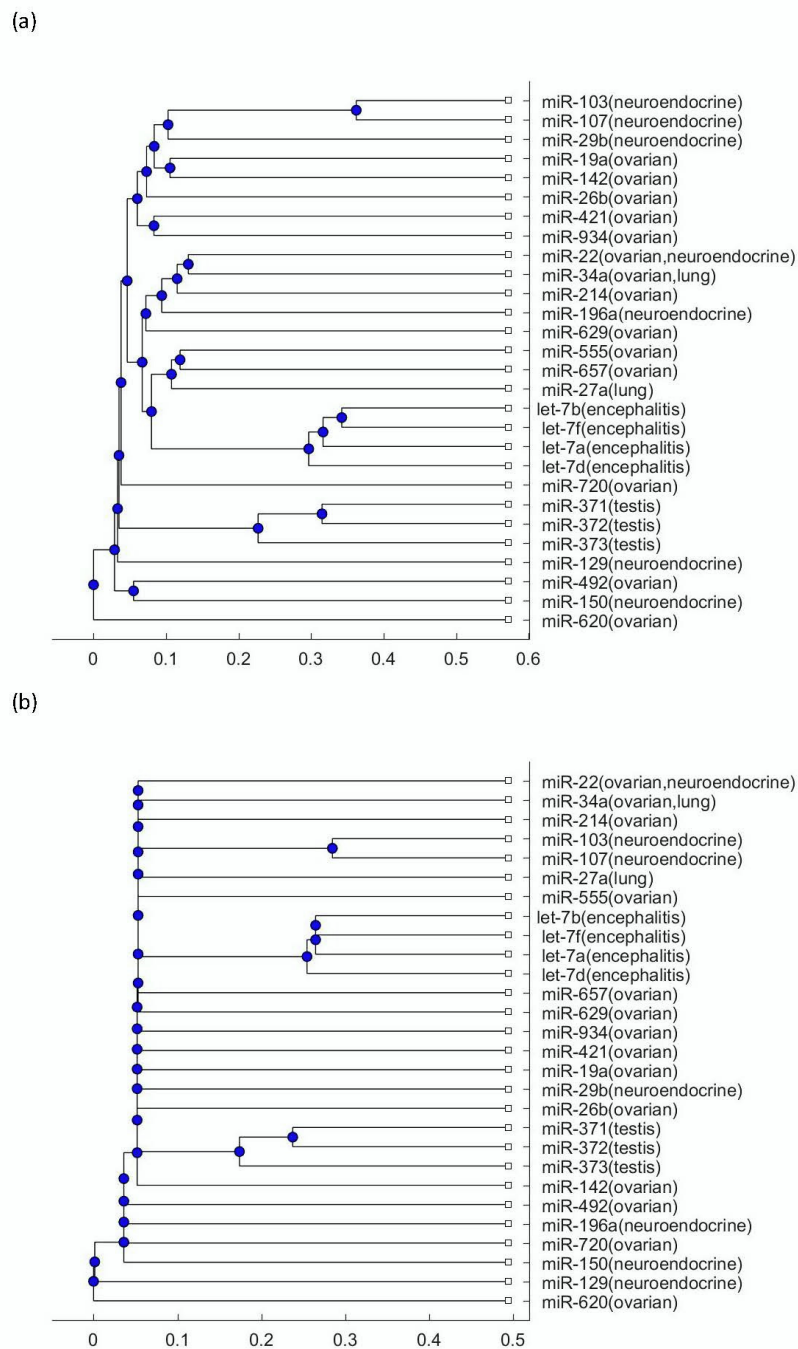 (a)
miR-103(neuroendocrine)
miR-107(neuroendocrine)
miR-29b(neuroendocrine)
miR-19a(ovarian)
miR-142(ovarian)
miR-26b(ovarian)
miR-421(ovarian)
miR-934(ovarian)
miR-22(ovarian,neuroendocrine)
miR-34a(ovarian,lung)
miR-214(ovarian)
miR-196a(neuroendocrine)
miR-629(ovarian)
miR-555(ovarian)
miR-657(ovarian)
miR-27a(lung)
let-7b(encephalitis)
let-7f(encephalitis)
let-7a(encephalitis)
let-7d(encephalitis)
miR-720(ovarian)
miR-371(testis)
miR-372(testis)
miR-373(testis)
miR-129(neuroendocrine)
miR-492(ovarian)
miR-150(neuroendocrine)
miR-620(ovarian)
0 0.1 0.2 0.3 0.4 0.5 0.6
(b)
miR-22(ovarian,neuroendocrine)
miR-34a(ovarian,lung)
miR-214(ovarian)
miR-103(neuroendocrine)
miR-107(neuroendocrine)
miR-27a(lung)
miR-555(ovarian)
let-7b(encephalitis)
let-7f(encephalitis)
let-7a(encephalitis)
let-7d(encephalitis)
miR-657(ovarian)
miR-629(ovarian)
miR-934(ovarian)
miR-421(ovarian)
miR-19a(ovarian)
miR-29b(neuroendocrine)
miR-26b(ovarian)
miR-371(testis)
miR-372(testis)
miR-373(testis)
miR-142(ovarian)
miR-492(ovarian)
miR-196a(neuroendocrine)
miR-720(ovarian)
miR-150(neuroendocrine)
miR-129(neuroendocrine)
miR-620(ovarian)
0 0.1 0.2 0.3 0.4 0.5